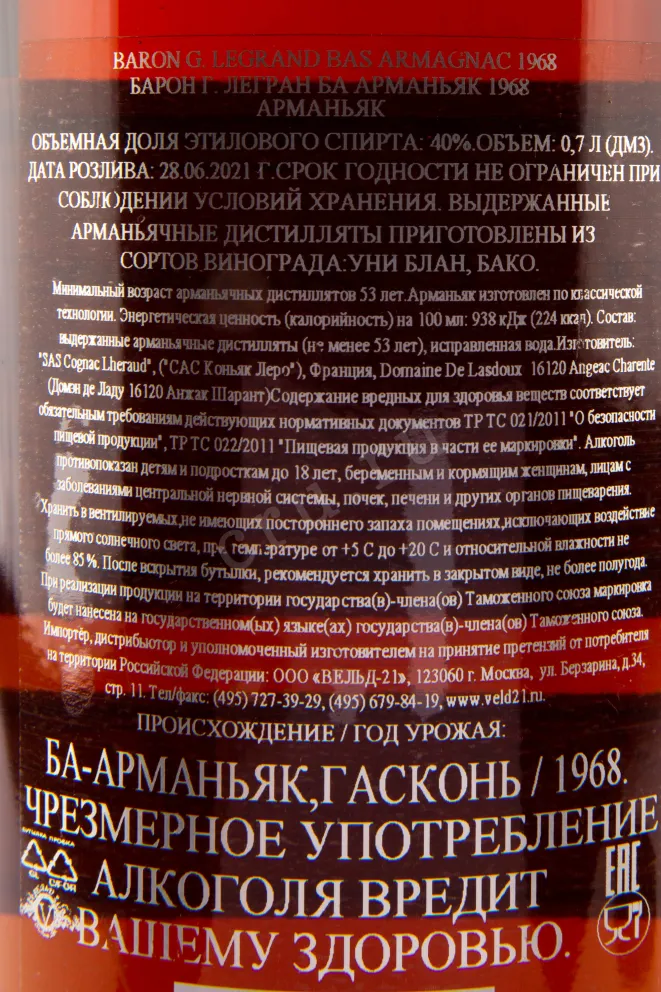 BARON G. LEGRAND BAS ARMAGNAC 1968
БАРОН Г. ЛЕГРАН БА АРМАНЬЯК 1968
АРМАНЬЯК
ОБЪЕМНАЯ ДОЛЯ ЭТИЛОВОГО СПИРТА: 40%.ОБЪЕМ: 0,7 Л (ДМ3).
ДАТА РОЗЛИВА: 28.06.2021 Г.СРОК ГОДНОСТИ НЕ ОГРАНИЧЕН ПРИ
СОБЛЮДЕНИИ УСЛОВИЙ ХРАНЕНИЯ. ВЫДЕРЖАННЫЕ
АРМАНЬЯЧНЫЕ ДИСТИЛЛЯТЫ ПРИГОТОВЛЕНЫ ИЗ
СОРТОВ ВИНОГРАДА:УНИ БЛАН, БАКО.
Минимальный возраст арманьячных дистиллятов 53 лет.Арманьяк изготовлен по классической
технологии. Энергетическая ценность (калорийность) на 100 мл: 938 кДж (224 ккал). Состав:
выдержанные арманьячные дистилляты (не менее 53 лет), исправленная вода.Изготовитель:
"SAS Cognac Lheraud", ("САС Коньяк Леро"), Франция, Domaine De Lasdoux 16120 Angeac Charente
(Домэн де Ладу 16120 Анжак Шарант)Содержание вредных для здоровья веществ соответствует
обязательным требованиям действующих нормативных документов ТР ТС 021/2011 "О безопасности
пищевой продукции", ТР ТС 022/2011 "Пищевая продукция в части ее маркировки". Алкоголь
противопоказан детям и подросткам до 18 лет, беременным и кормящим женщинам, лицам с
заболеваниями центральной нервной системы, почек, печени и других органов пищеварения.
Хранить в вентилируемых,не имеющих постороннего запаха помещениях,исключающих воздействие
прямого солнечного света, при температуре от +5 С до +20 С и относительной влажности не
более 85 %. После вскрытия бутылки, рекомендуется хранить в закрытом виде, не более полугода.
При реализации продукции на территории государства(в)-члена(ов) Таможенного союза маркировка
будет нанесена на государственном(ых) языке(ах) государства(в)-члена(ов) Таможенного союза.
Импортёр, дистрибьютор и уполномоченный изготовителем на принятие претензий от потребителя
на территории Российской Федерации: ООО «ВЕЛЬД-21», 123060 г. Москва, ул. Берзарина, д.34,
стр. 11. Тел/факс: (495) 727-39-29, (495) 679-84-19, www.veld21.ru.
ПРОИСХОЖДЕНИЕ / ГОД УРОЖАЯ:
БА-АРМАНЬЯК,ГАСКОНЬ / 1968.
ЧРЕЗМЕРНОЕ УПОТРЕБЛЕНИЕ
АЛКОГОЛЯ ВРЕДИТ
ВАШЕМУ ЗДОРОВЬЮ.
БУТЫЛКА ПРОБКА
GL
EAC
V